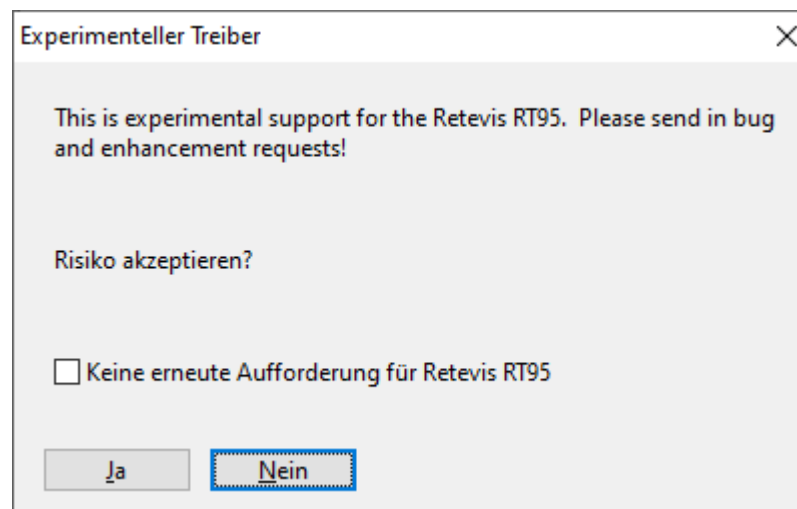 Experimenteller Treiber
This is experimental support for the Retevis RT95.  Please send in bug
and enhancement requests!
Risiko akzeptieren?
Keine erneute Aufforderung für Retevis RT95
Ja
Nein